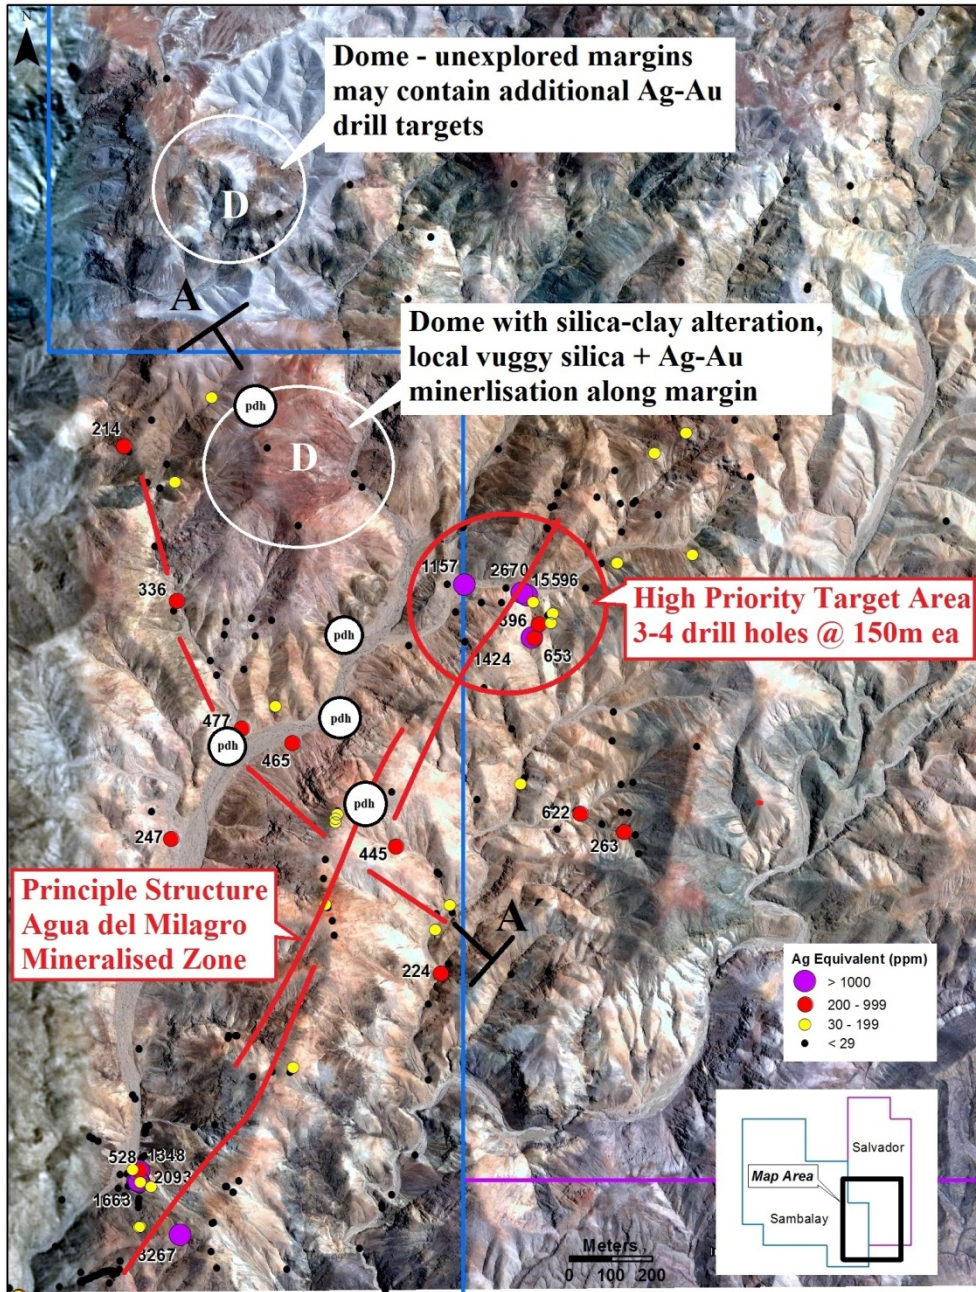 N
Dome - unexplored margins
may contain additional Ag-Au
drill targets
D
A
Dome with silica-clay alteration,
local vuggy silica + Ag-Au
minerlisation along margin
pdh
214
D
1157
2670
15596
336
396
High Priority Target Area
3-4 drill holes @ 150m ea
pdh
1424
653
477
pdh
pdh
465
pdh
622
247
445
263
Principle Structure
Agua del Milagro
Mineralised Zone
A´
224
Ag Equivalent (ppm)
> 1000
200 - 999
30 - 199
< 29
528
1348
2093
1663
Salvador
Map Area
Sambalay
3267
Meters
0 100 200